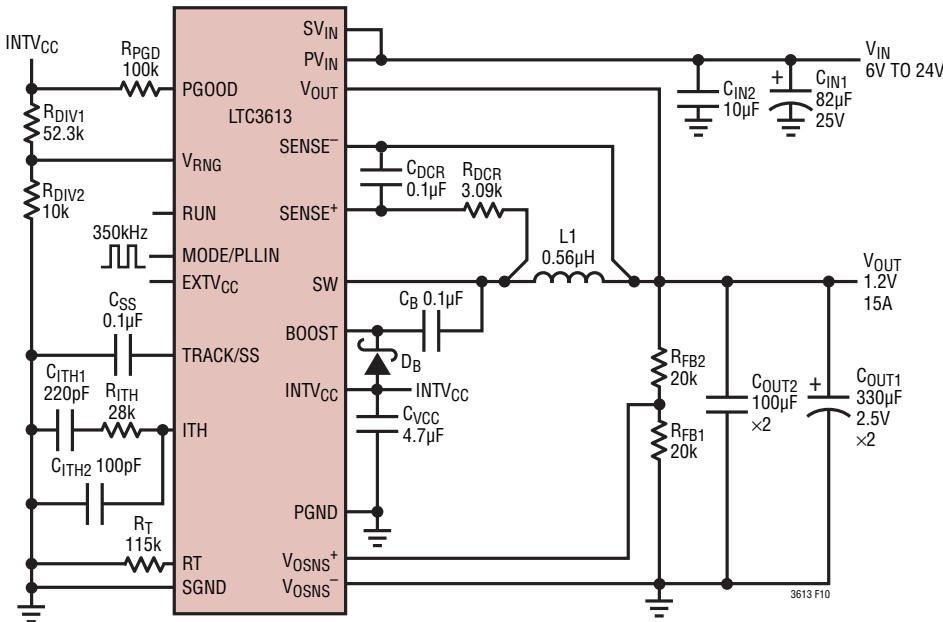 INTVCC
RPGD
100k
RDIV1
52.3k
RDIV2
10k
350kHz
CSS
0.1µF
CITH1
220pF
RITH
28k
CITH2 100pF
RT
115k
PGOOD
LTC3613
VRNG
RUN
MODE/PLLIN
EXTVCC
TRACK/SS
ITH
RT
SGND
SVIN
PVIN
VOUT
SENSE–
SENSE+
SW
BOOST
INTVCC
PGND
VOSNS+
VOSNS–
CDCR
0.1µF
RDCR
3.09k
L1
0.56µH
CB 0.1µF
DB
INTVCC
CVCC
4.7µF
RFB2
20k
RFB1
20k
CIN2
10µF
+
CIN1
82µF
25V
VIN
6V TO 24V
VOUT
1.2V
15A
COUT2
100µF
×2
+
COUT1
330µF
2.5V
×2
3613 F10